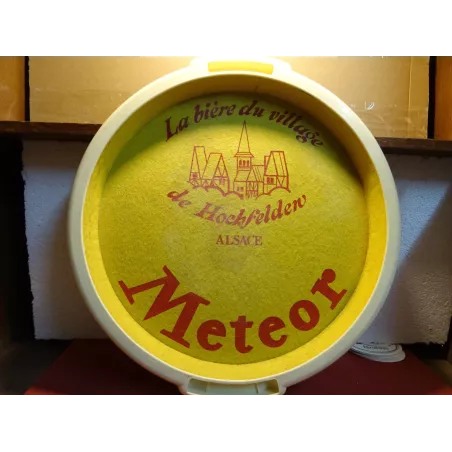 La bière du village
de Hochfelden
ALSACE
Meteor